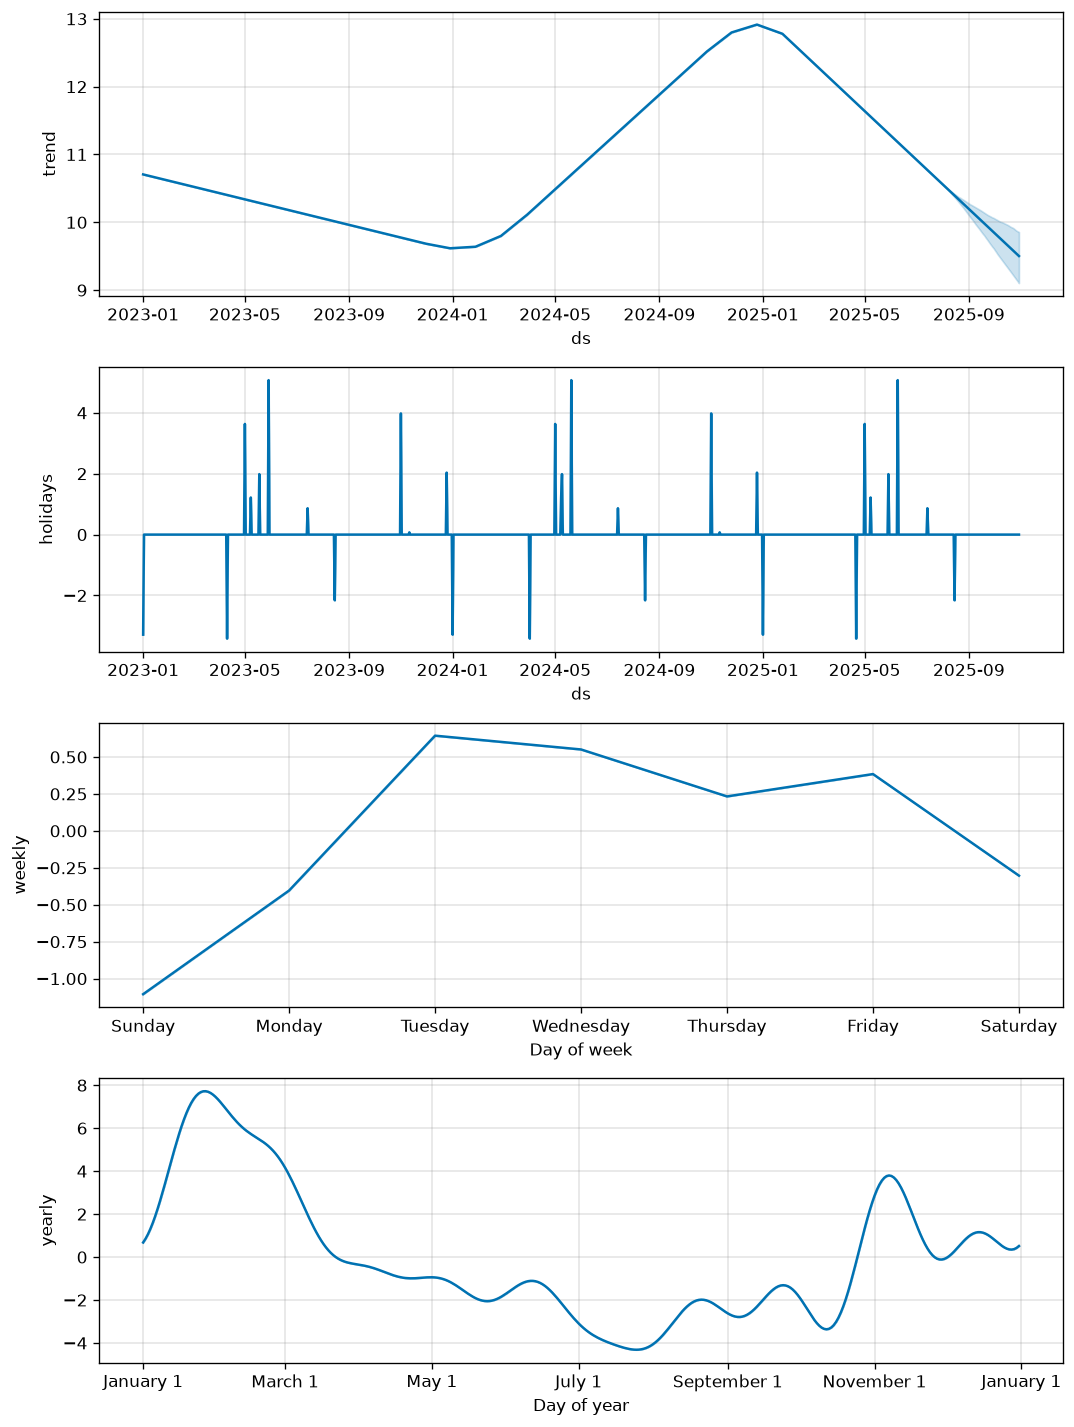 13
12
11
10
9
trend
2023-01 2023-05 2023-09 2024-01 2024-05 2024-09 2025-01 2025-05 2025-09
ds
4
2
0
−2
holidays
2023-01 2023-05 2023-09 2024-01 2024-05 2024-09 2025-01 2025-05 2025-09
ds
0.50
0.25
0.00
−0.25
−0.50
−0.75
−1.00
weekly
Sunday Monday Tuesday Wednesday Thursday Friday Saturday
Day of week
8
6
4
2
0
−2
−4
yearly
January 1 March 1 May 1 July 1 September 1 November 1 January 1
Day of year